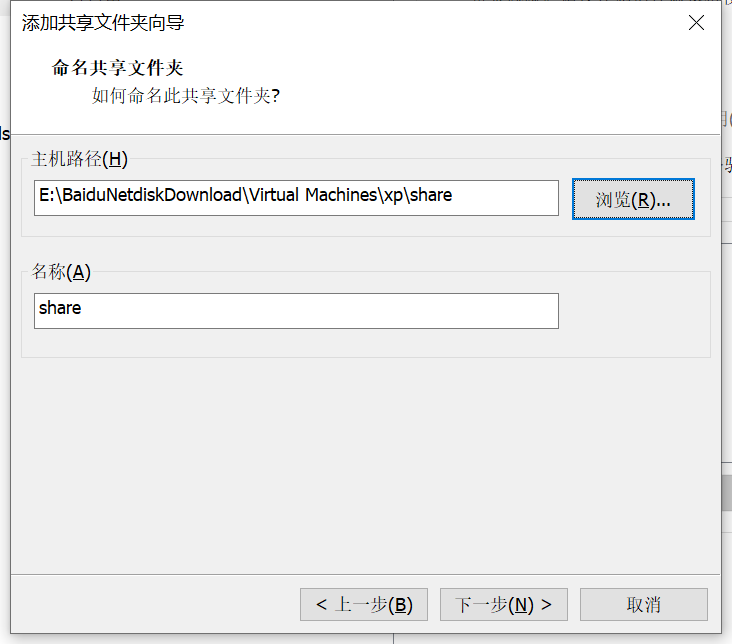 添加共享文件夹向导
命名共享文件夹
如何命名此共享文件夹?
主机路径(H)
E:\BaiduNetdiskDownload\Virtual Machines\xp\share
浏览(R)...
名称(A)
share
< 上一步(B)
下一步(N) >
取消